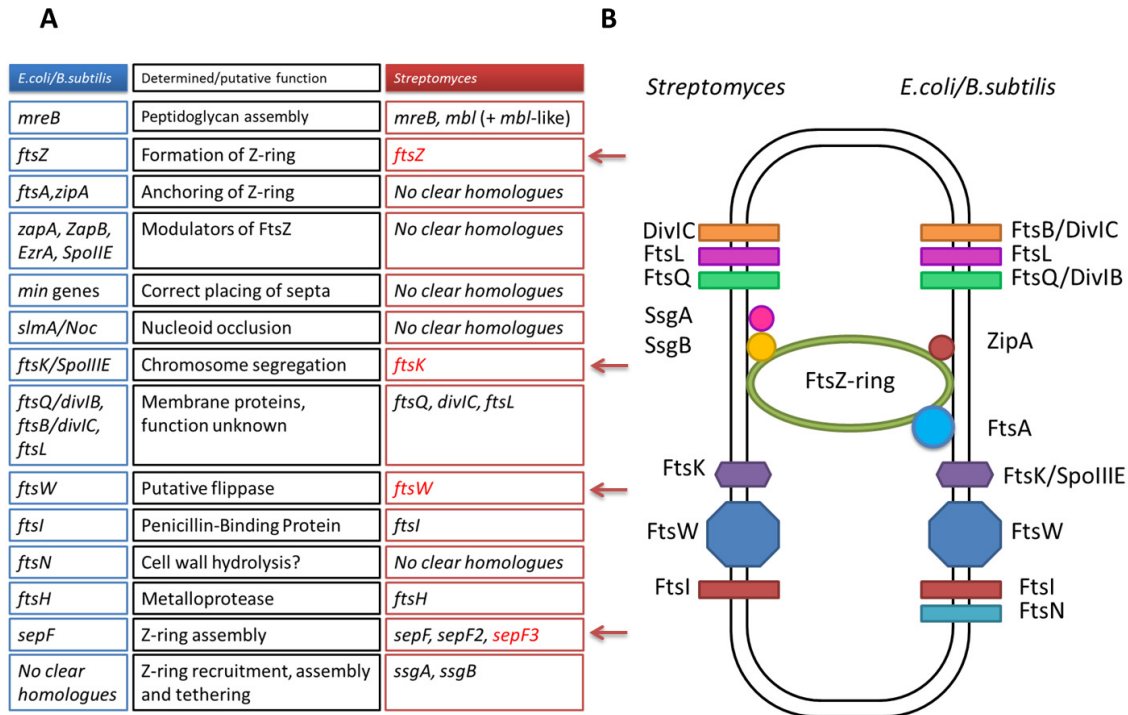 A
E.coli/B.subtilis Determined/putative function Streptomyces
mreB Peptidoglycan assembly mreB, mbl (+ mbl-like)
ftsZ Formation of Z-ring ftsZ
ftsA,zipA Anchoring of Z-ring No clear homologues
zapA, ZapB,
EzrA, SpoIIE
Modulators of FtsZ No clear homologues
min genes Correct placing of septa No clear homologues
slmA/Noc Nucleoid occlusion No clear homologues
ftsK/SpoIIIE Chromosome segregation ftsK
ftsQ/divIB,
ftsB/divIC,
ftsL
Membrane proteins,
function unknown
ftsQ, divIC, ftsL
ftsW Putative flippase ftsW
ftsI Penicillin-Binding Protein ftsI
ftsN Cell wall hydrolysis? No clear homologues
ftsH Metalloprotease ftsH
sepF Z-ring assembly sepF, sepF2, sepF3
No clear
homologues
Z-ring recruitment, assembly
and tethering
ssgA, ssgB
B
Streptomyces E.coli/B.subtilis
DivIC FtsB/DivIC
FtsL FtsL
FtsQ FtsQ/DivIB
SsgA
SsgB ZipA
FtsZ-ring
FtsA
FtsK FtsK/SpoIIIE
FtsW FtsW
FtsI FtsI
FtsN